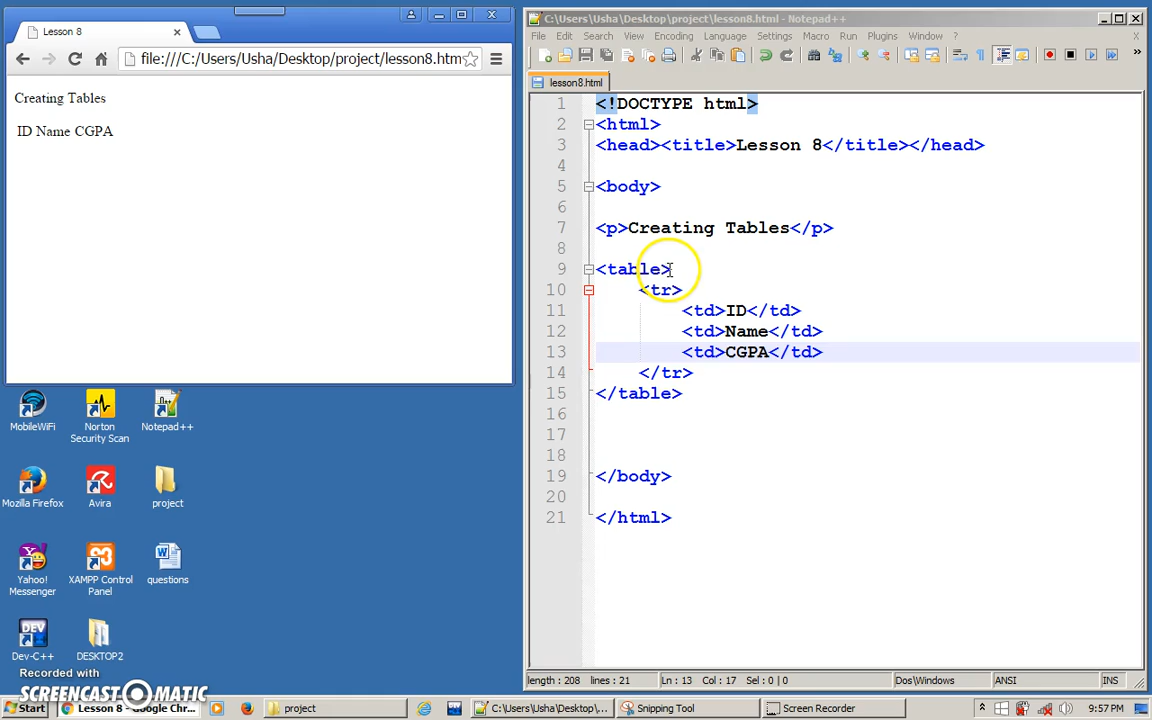 Lesson 8
file:///C:/Users/Usha/Desktop/project/lesson8.htm
Creating Tables
ID Name CGPA
MobileWiFi
Norton Security Scan
Notepad++
Mozilla Firefox
Avira
project
Yahoo! Messenger
XAMPP Control Panel
questions
Dev-C++
DESKTOP2
Recorded with
SCREENCAST-O-MATIC
C:\Users\Usha\Desktop\project\lesson8.html - Notepad++
File Edit Search View Encoding Language Settings Macro Run Plugins Window ?
lesson8.html
1 <!DOCTYPE html>
2 <html>
3 <head><title>Lesson 8</title></head>
4
5 <body>
6
7 <p>Creating Tables</p>
8
9 <table>
10 <tr>
11 <td>ID</td>
12 <td>Name</td>
13 <td>CGPA</td>
14 </tr>
15 </table>
16
17
18
19 </body>
20
21 </html>
length : 208 lines : 21 Ln : 13 Col : 17 Sel : 0 | 0 Dos\Windows ANSI INS
Start Lesson 8 - Google Chr... project C:\Users\Usha\Desktop\... Snipping Tool Screen Recorder 9:57 PM